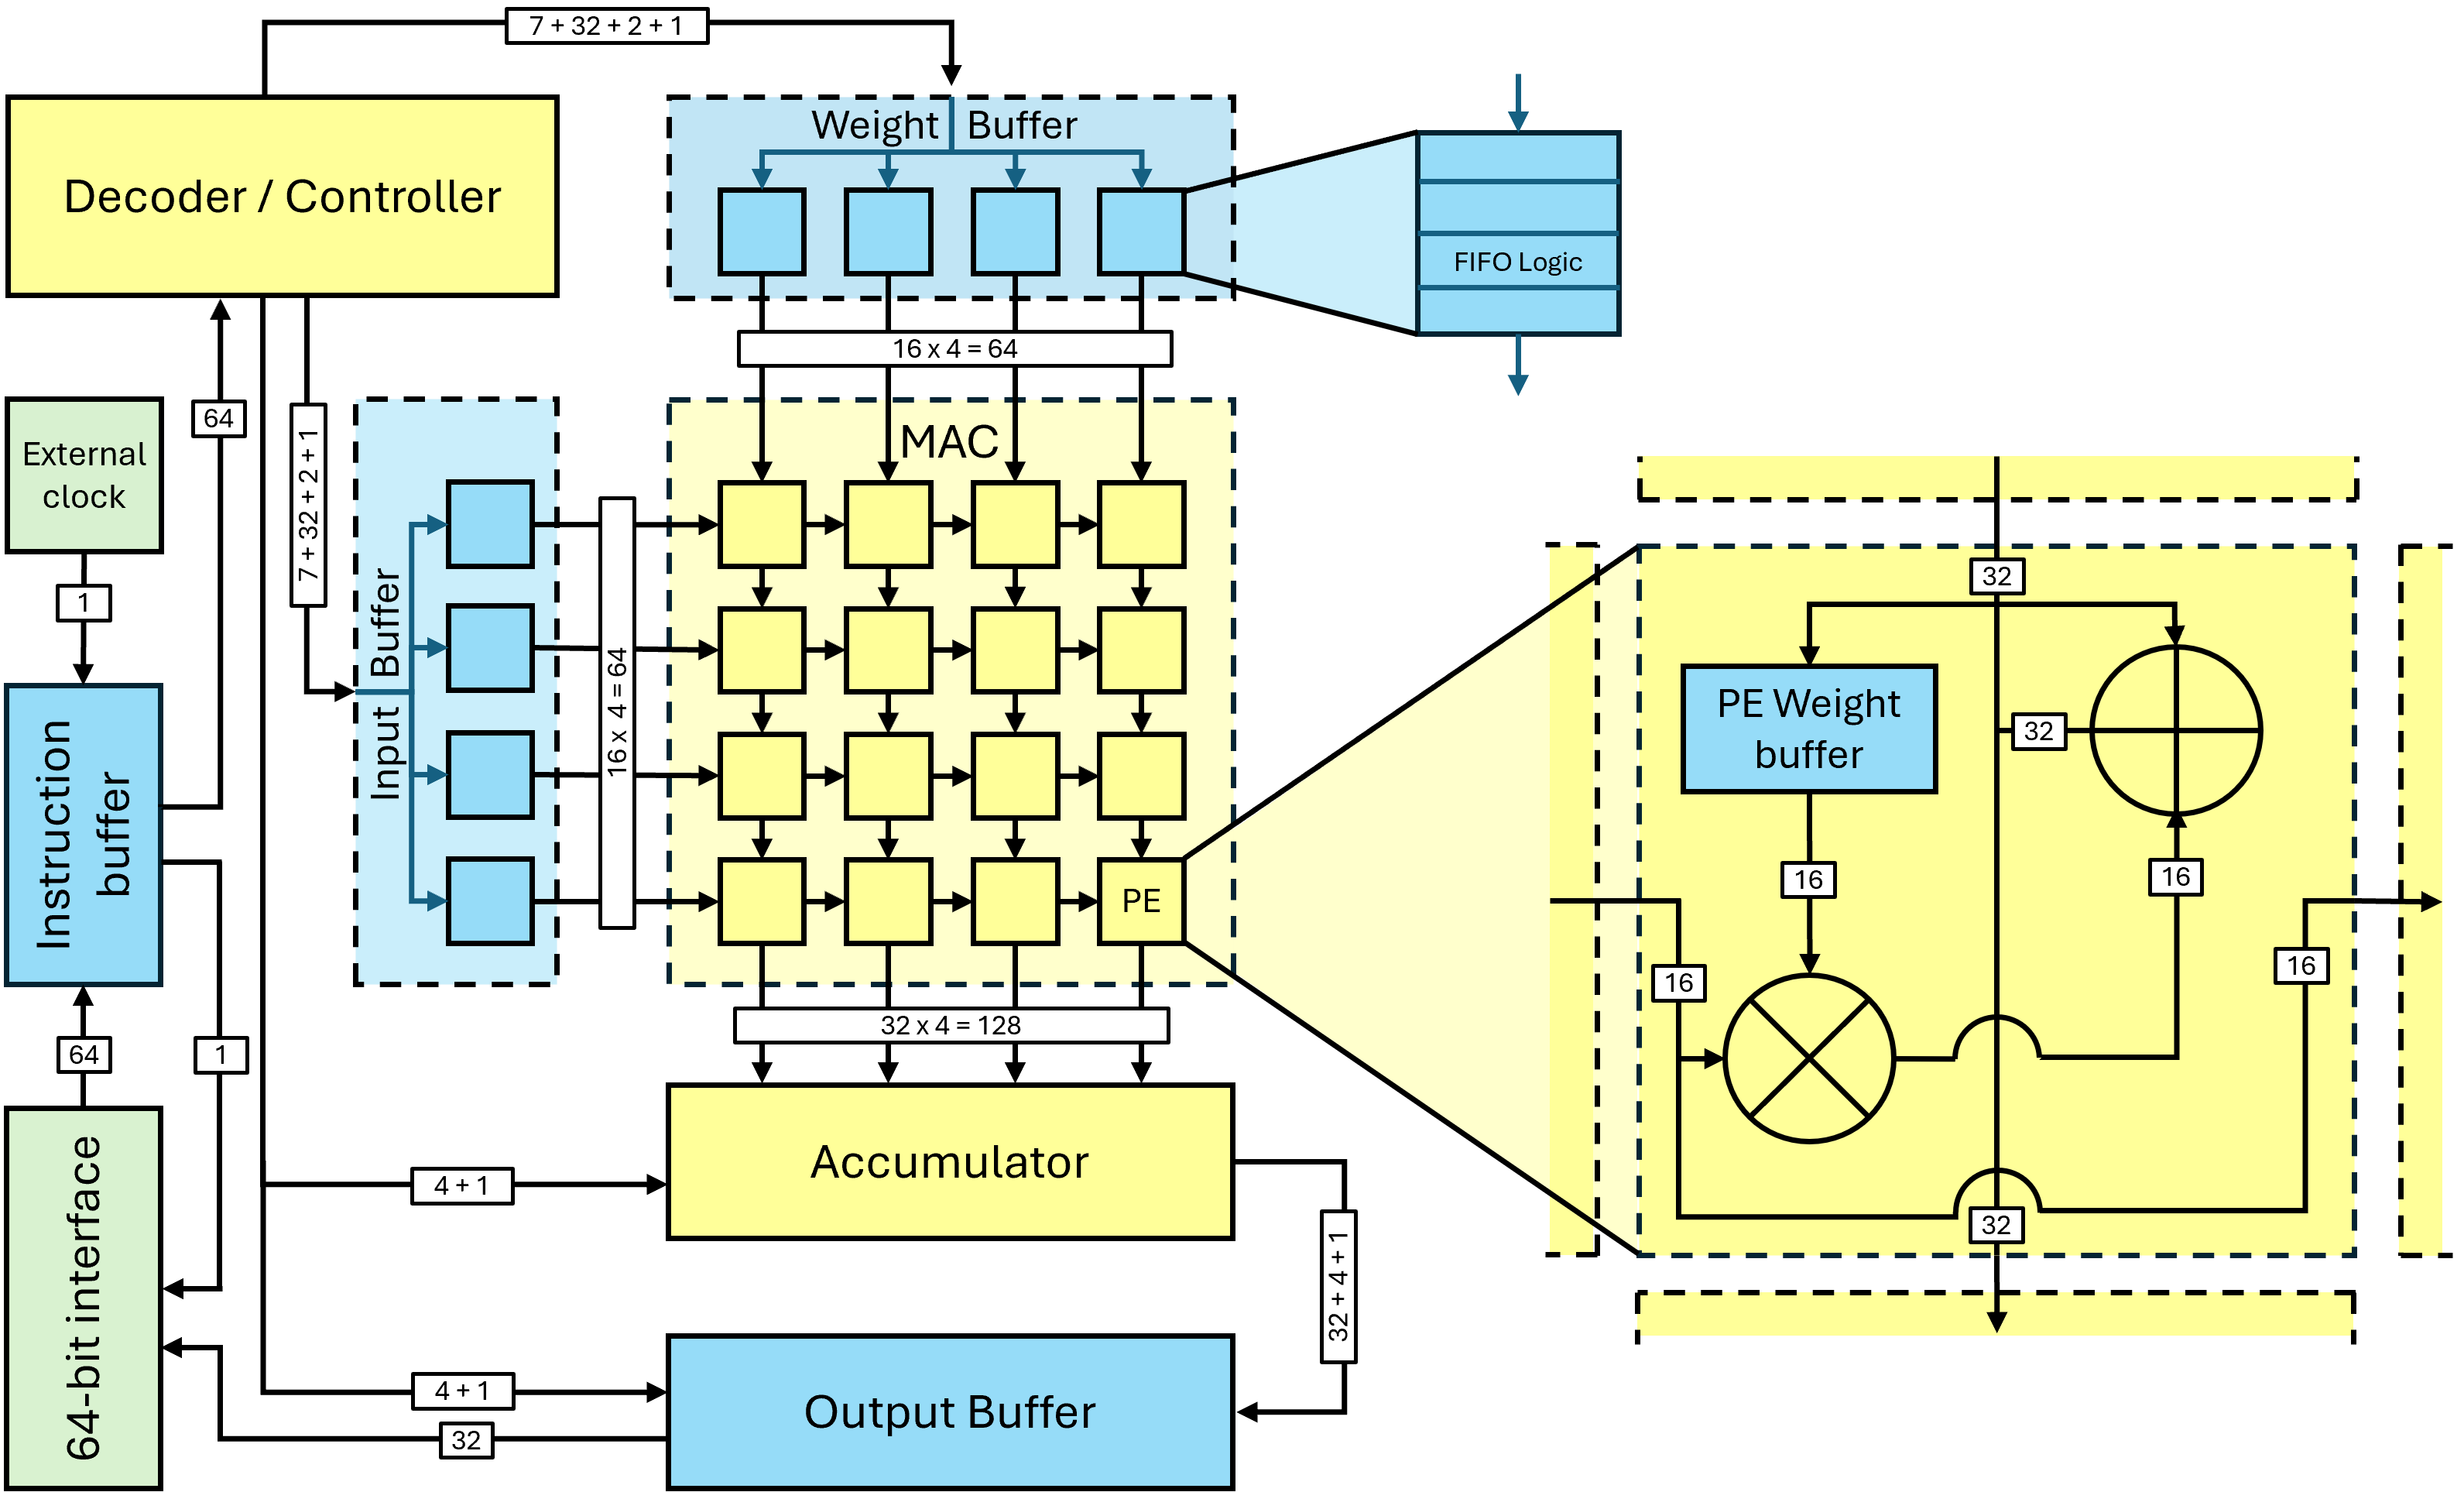 7 + 32 + 2 + 1
Decoder / Controller
Weight Buffer
FIFO Logic
16 x 4 = 64
64
External
clock
7 + 32 + 2 + 1
MAC
1
Input Buffer
16 x 4 = 64
Instruction
buffer
PE
32
PE Weight
buffer
32
16
16
16
16
32
64
1
32 x 4 = 128
64-bit interface
4 + 1
Accumulator
32 + 4 + 1
4 + 1
Output Buffer
32